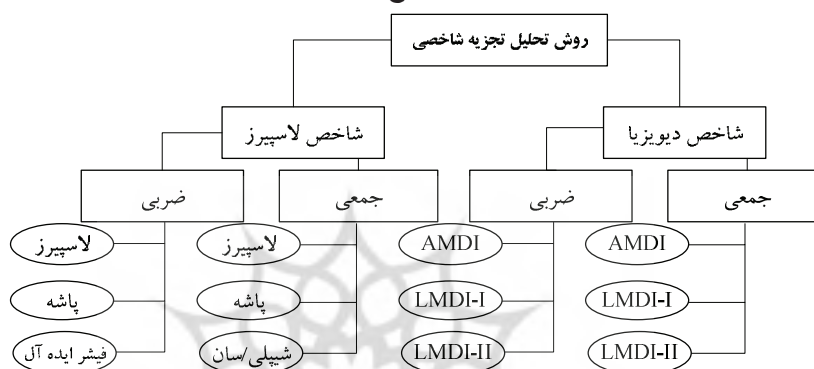 روش تحلیل تجزیه شاخصی
شاخص دیویزیا
شاخص لاسپیرز
جمعی
ضربی
جمعی
ضربی
AMDI
AMDI
لاسپیرز
لاسپیرز
LMDI-I
LMDI-I
پاشه
پاشه
LMDI-II
LMDI-II
شیپلی/سان
فیشر ایده آل